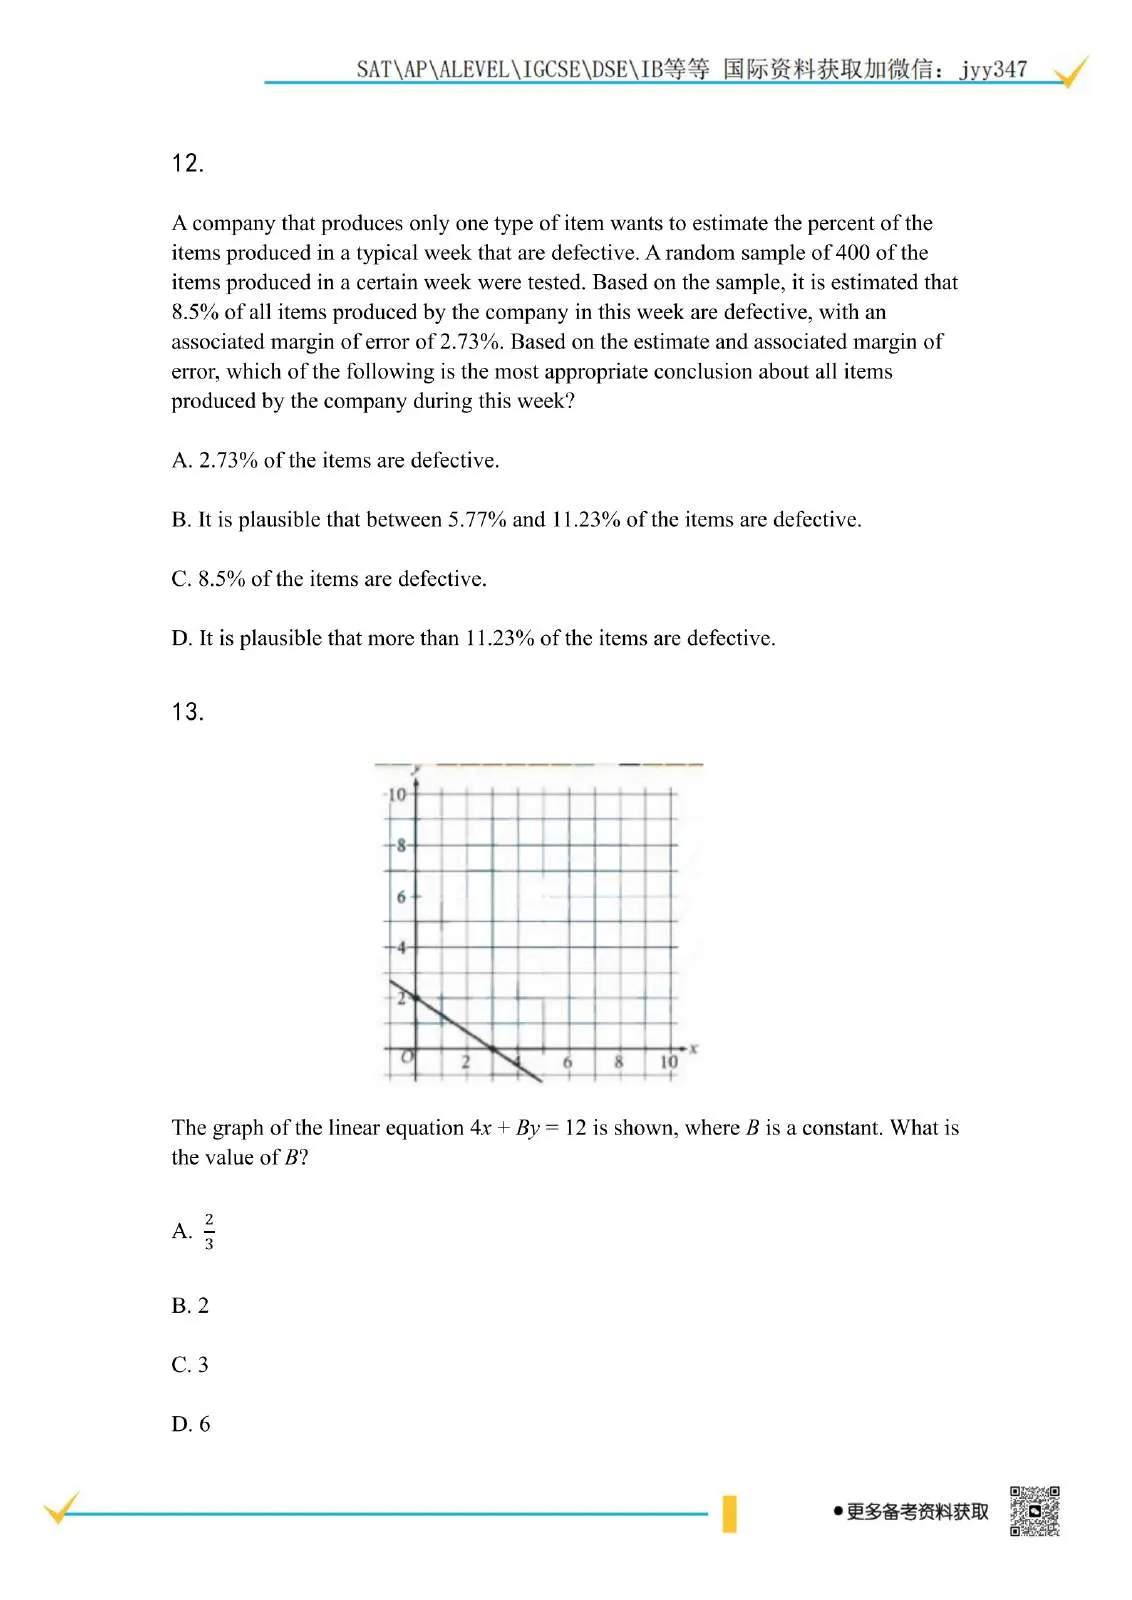 SAT\AP\ALEVEL\IGCSE\DSE\IB等等 国际资料获取加微信: jyy347
12.
A company that produces only one type of item wants to estimate the percent of the
items produced in a typical week that are defective. A random sample of 400 of the
items produced in a certain week were tested. Based on the sample, it is estimated that
8.5% of all items produced by the company in this week are defective, with an
associated margin of error of 2.73%. Based on the estimate and associated margin of
error, which of the following is the most appropriate conclusion about all items
produced by the company during this week?
A. 2.73% of the items are defective.
B. It is plausible that between 5.77% and 11.23% of the items are defective.
C. 8.5% of the items are defective.
D. It is plausible that more than 11.23% of the items are defective.
13.
y
10
8
6
4
2
O 2 4 6 8 10 x
The graph of the linear equation 4x + By = 12 is shown, where B is a constant. What is
the value of B?
A. 2/3
B. 2
C. 3
D. 6
•更多备考资料获取